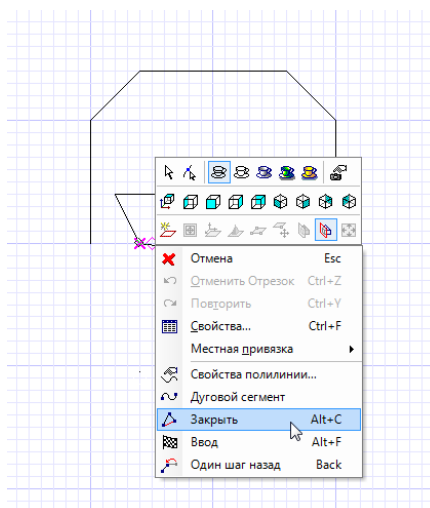 Отмена Esc
Отменить Отрезок Ctrl+Z
Повторить Ctrl+Y
Свойства... Ctrl+F
Местная привязка
Свойства полилинии...
Дуговой сегмент
Закрыть Alt+C
Ввод Alt+F
Один шаг назад Back